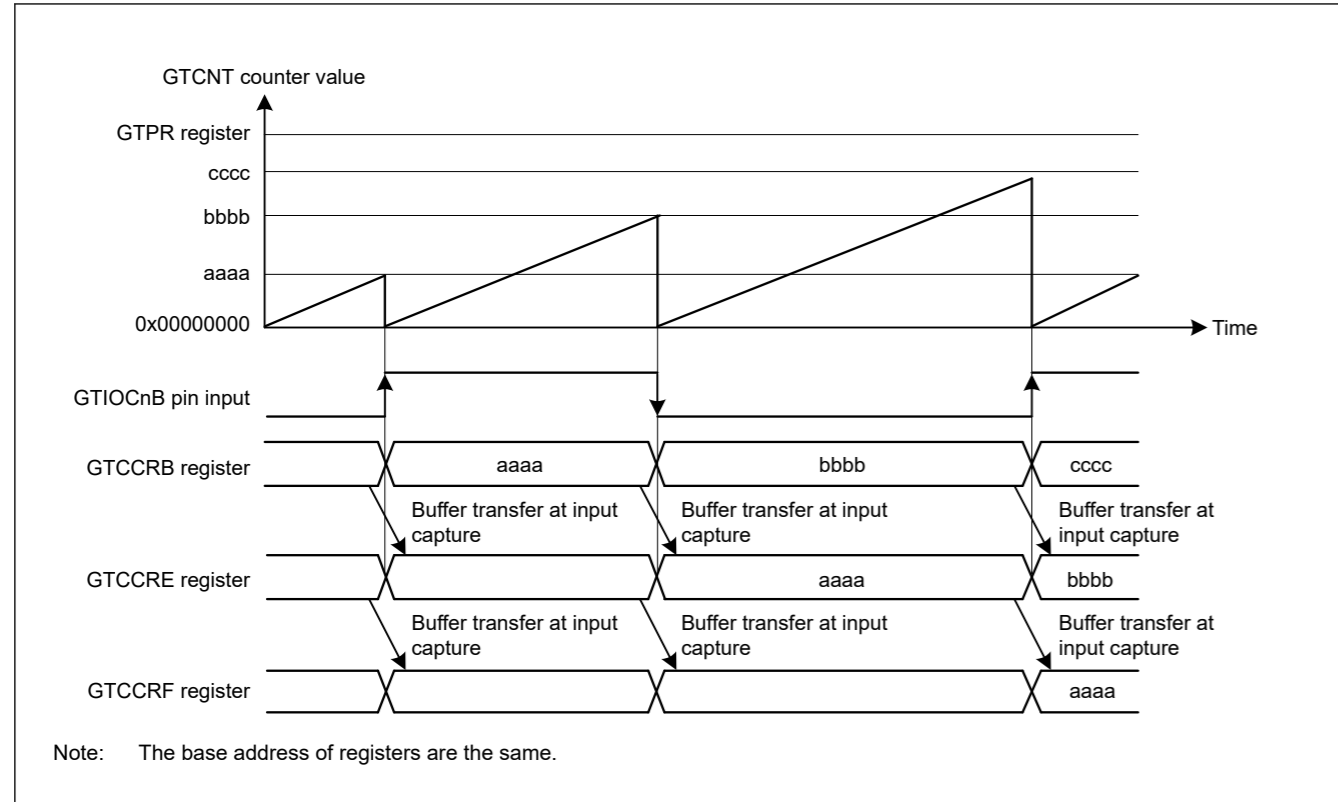 GTCNT counter value
GTPR register
cccc
bbbb
aaaa
0x00000000
Time
GTIOCnB pin input
GTCCRB register
aaaa
bbbb
cccc
Buffer transfer at input
capture
Buffer transfer at input
capture
Buffer transfer at
input capture
GTCCRE register
aaaa
bbbb
Buffer transfer at input
capture
Buffer transfer at input
capture
Buffer transfer at
input capture
GTCCRF register
aaaa
Note: The base address of registers are the same.